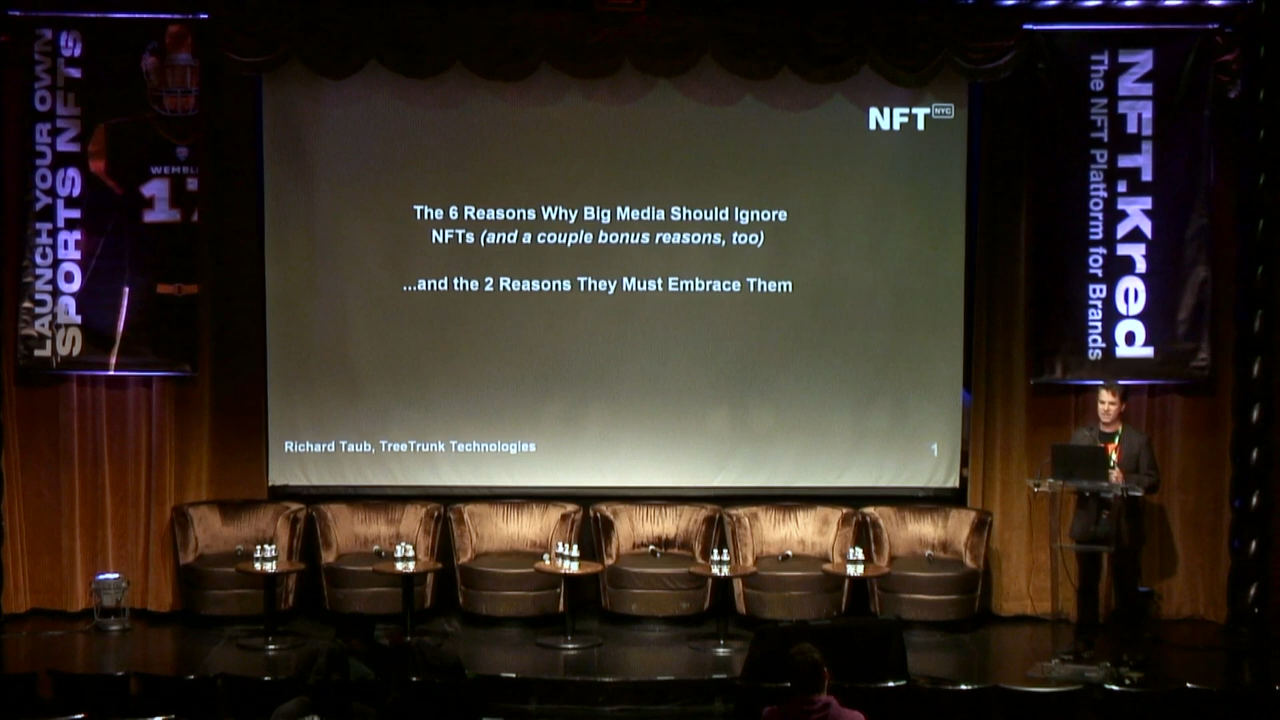 LAUNCH YOUR OWN
SPORTS NFTS
17
NFT NYC
The 6 Reasons Why Big Media Should Ignore
NFTs (and a couple bonus reasons, too)
...and the 2 Reasons They Must Embrace Them
Richard Taub, TreeTrunk Technologies
1
NFT.Kred
The NFT Platform for Brands